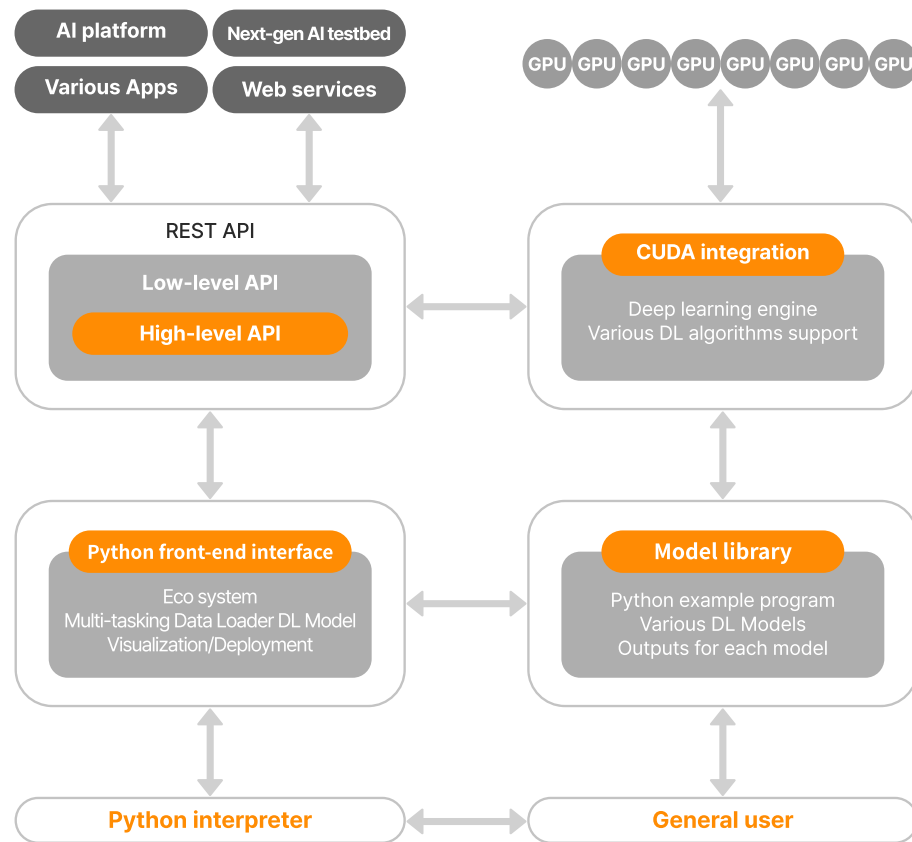 AI platform
Next-gen AI testbed
Various Apps
Web services
GPU GPU GPU GPU GPU GPU GPU GPU
REST API
Low-level API
High-level API
CUDA integration
Deep learning engine
Various DL algorithms support
Python front-end interface
Eco system
Multi-tasking Data Loader DL Model
Visualization/Deployment
Model library
Python example program
Various DL Models
Outputs for each model
Python interpreter
General user